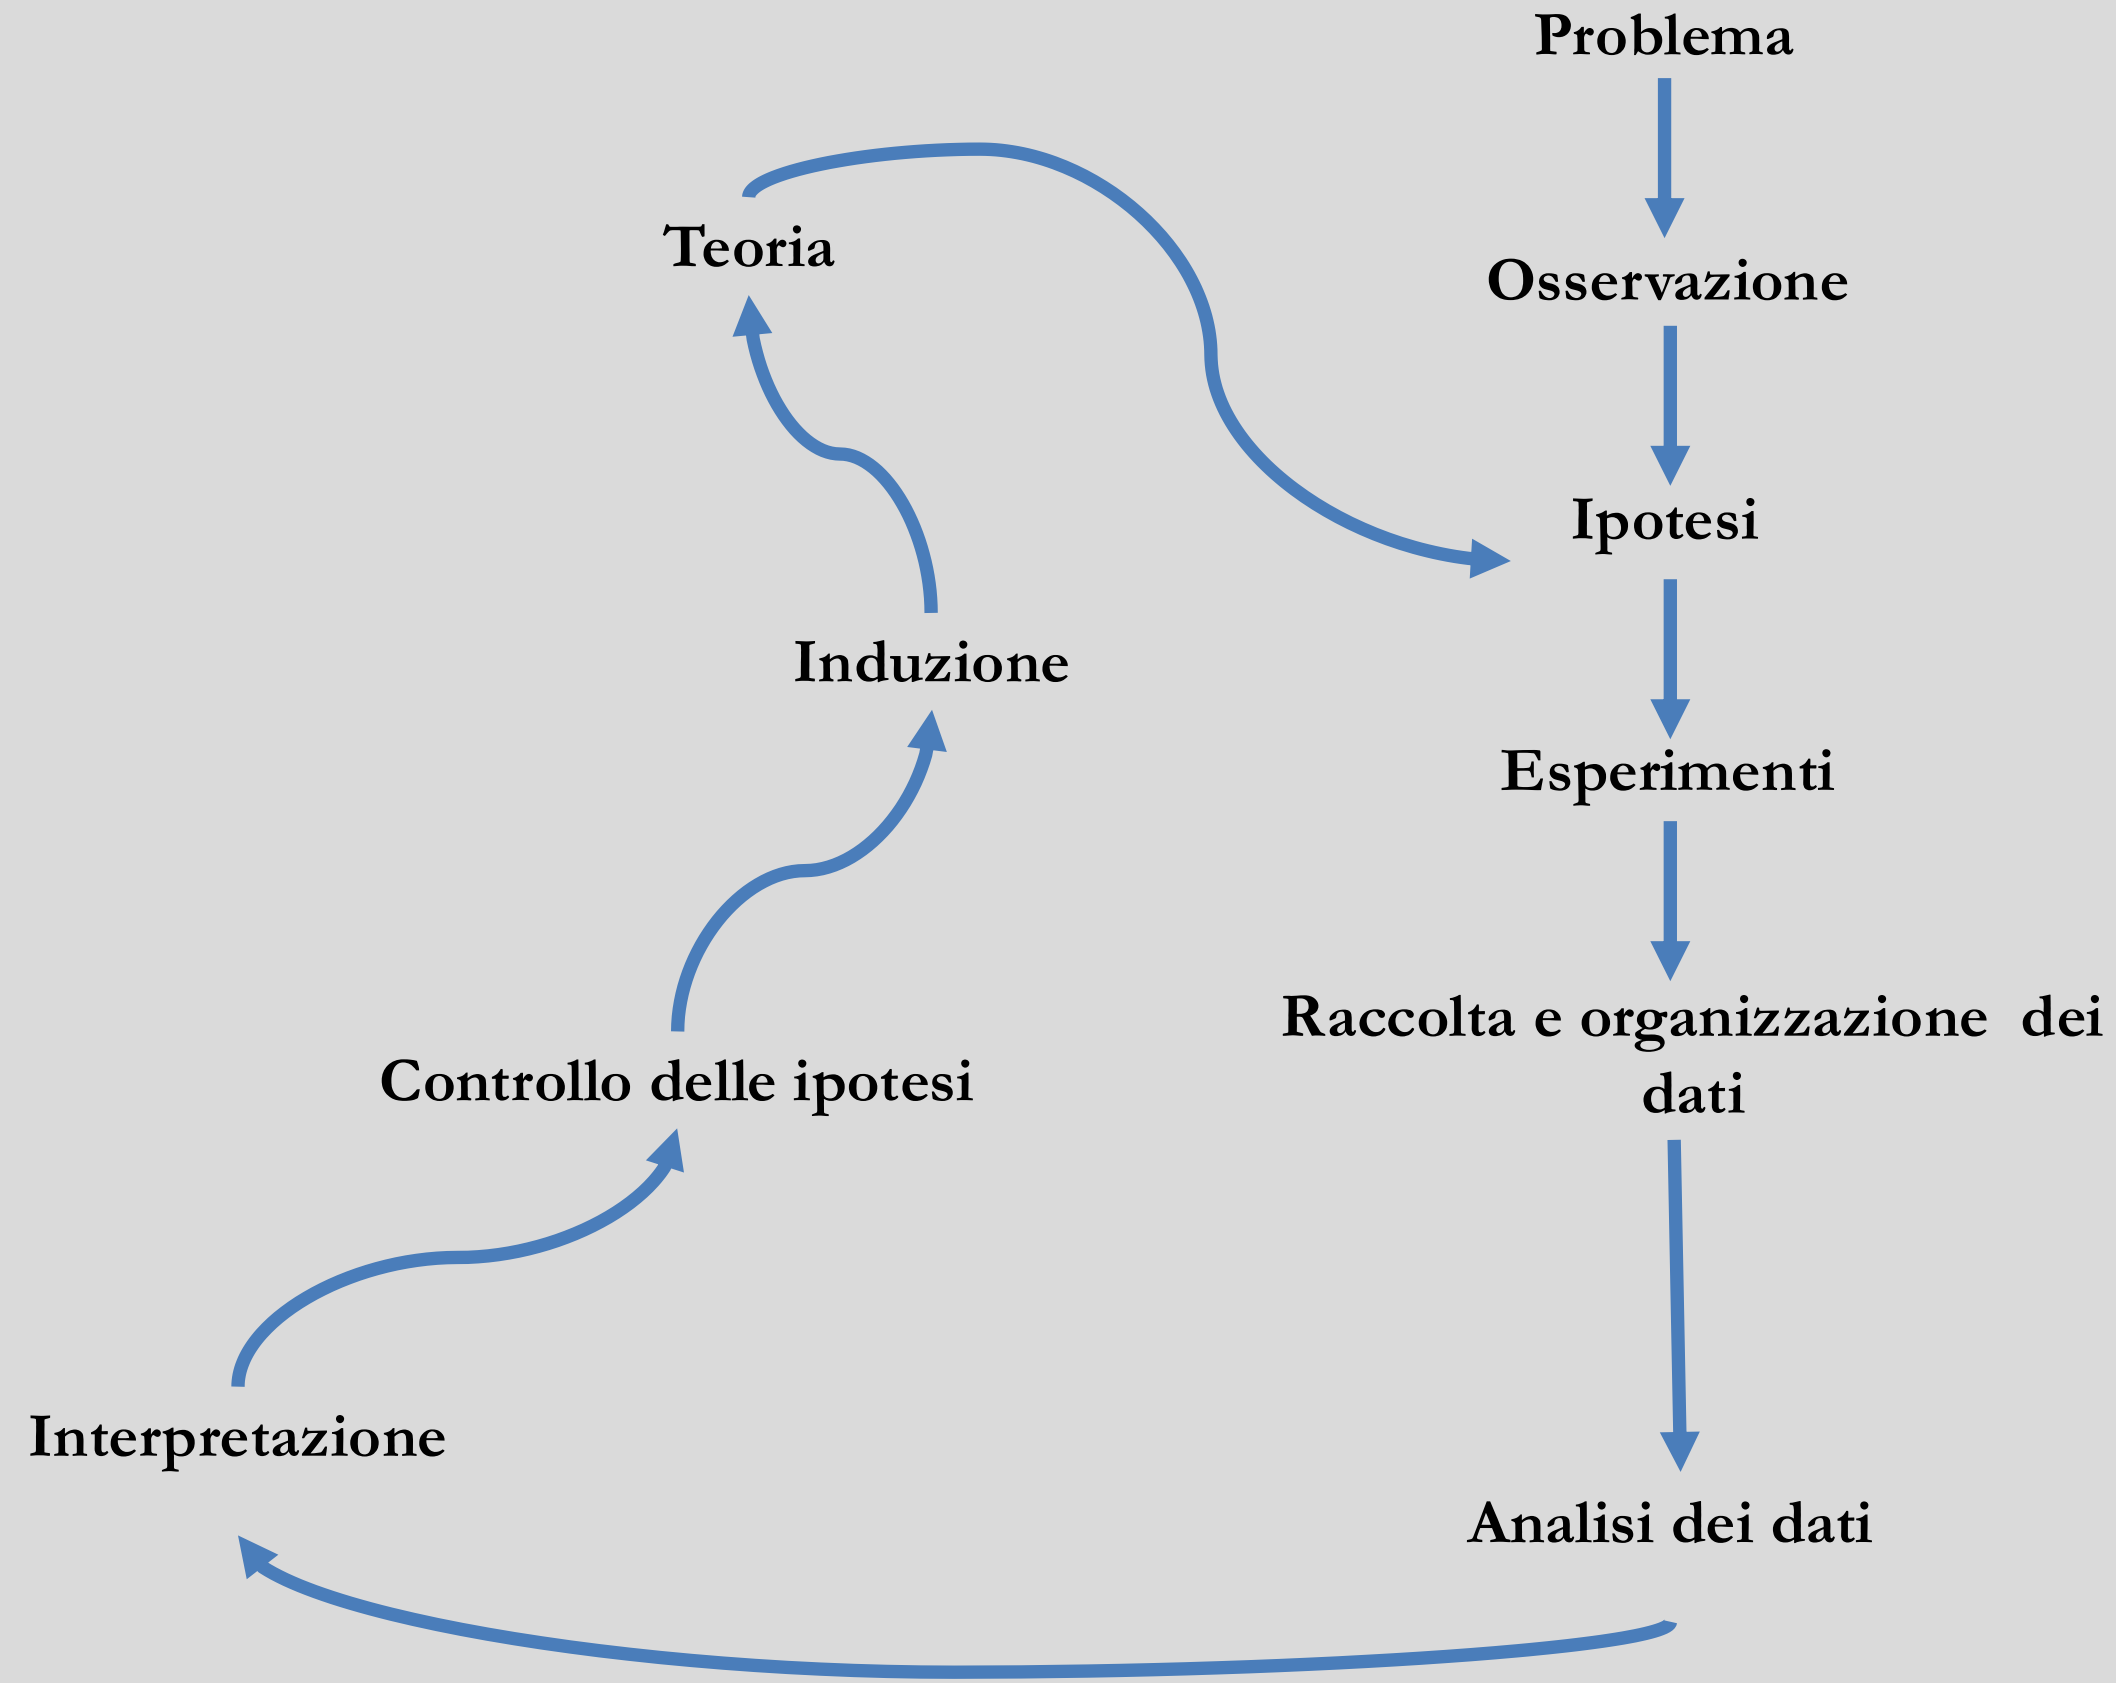 Problema
Osservazione
Ipotesi
Esperimenti
Raccolta e organizzazione dei
dati
Analisi dei dati
Interpretazione
Controllo delle ipotesi
Induzione
Teoria